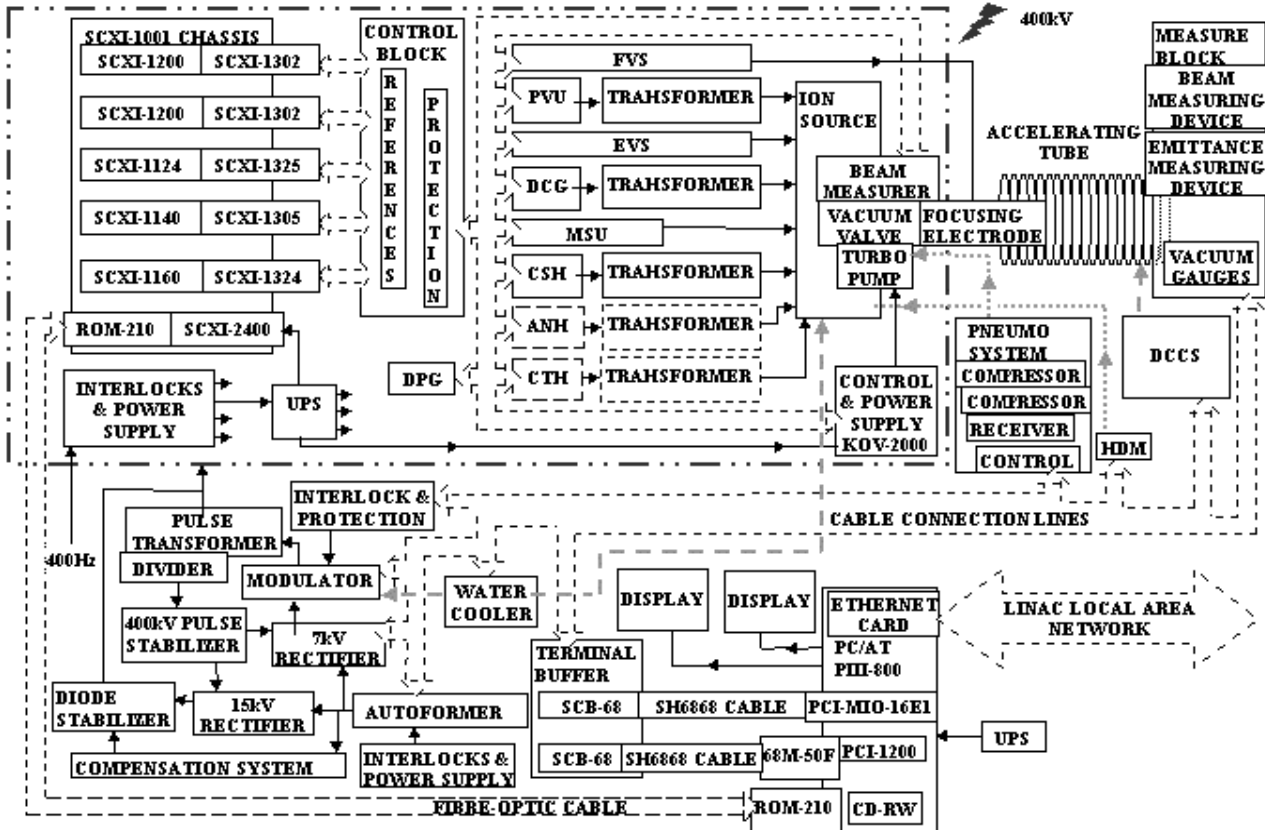 SCXI-1001 CHASSIS
SCXI-1200 SCXI-1302
SCXI-1200 SCXI-1302
SCXI-1124 SCXI-1325
SCXI-1140 SCXI-1305
SCXI-1160 SCXI-1324
ROM-210 SCXI-2400
CONTROL
BLOCK
REFERENCES
PROTECTION
FVS
PVU TRAHSFORMER
EVS
DCG TRAHSFORMER
MSU
CSH TRAHSFORMER
ANH TRAHSFORMER
CTH TRAHSFORMER
DPG
ION
SOURCE
BEAM
MEASURER
VACUUM
VALVE
FOCUSING
ELECTRODE
TURBO
PUMP
400kV
ACCELERATING
TUBE
MEASURE
BLOCK
BEAM
MEASURING
DEVICE
EMITTANCE
MEASURING
DEVICE
VACUUM
GAUGES
INTERLOCKS
& POWER
SUPPLY
UPS
CONTROL
& POWER
SUPPLY
KOV-2000
PNEUMO
SYSTEM
COMPRESSOR
COMPRESSOR
RECEIVER
CONTROL
HDM
DCCS
400Hz
PULSE
TRANSFORMER
DIVIDER
INTERLOCK &
PROTECTION
MODULATOR
WATER
COOLER
CABLE CONNECTION LINES
400kV PULSE
STABILIZER
7kV
RECTIFIER
DIODE
STABILIZER
15kV
RECTIFIER
AUTOFORMER
COMPENSATION SYSTEM
INTERLOCKS &
POWER SUPPLY
DISPLAY
DISPLAY
ETHERNET
CARD
PC/AT
PIII-800
LINAC LOCAL AREA
NETWORK
TERMINAL
BUFFER
SCB-68 SH6868 CABLE PCI-MIO-16E1
SCB-68 SH6868 CABLE 68M-50F PCI-1200
UPS
FIBRE-OPTIC CABLE
ROM-210 CD-RW